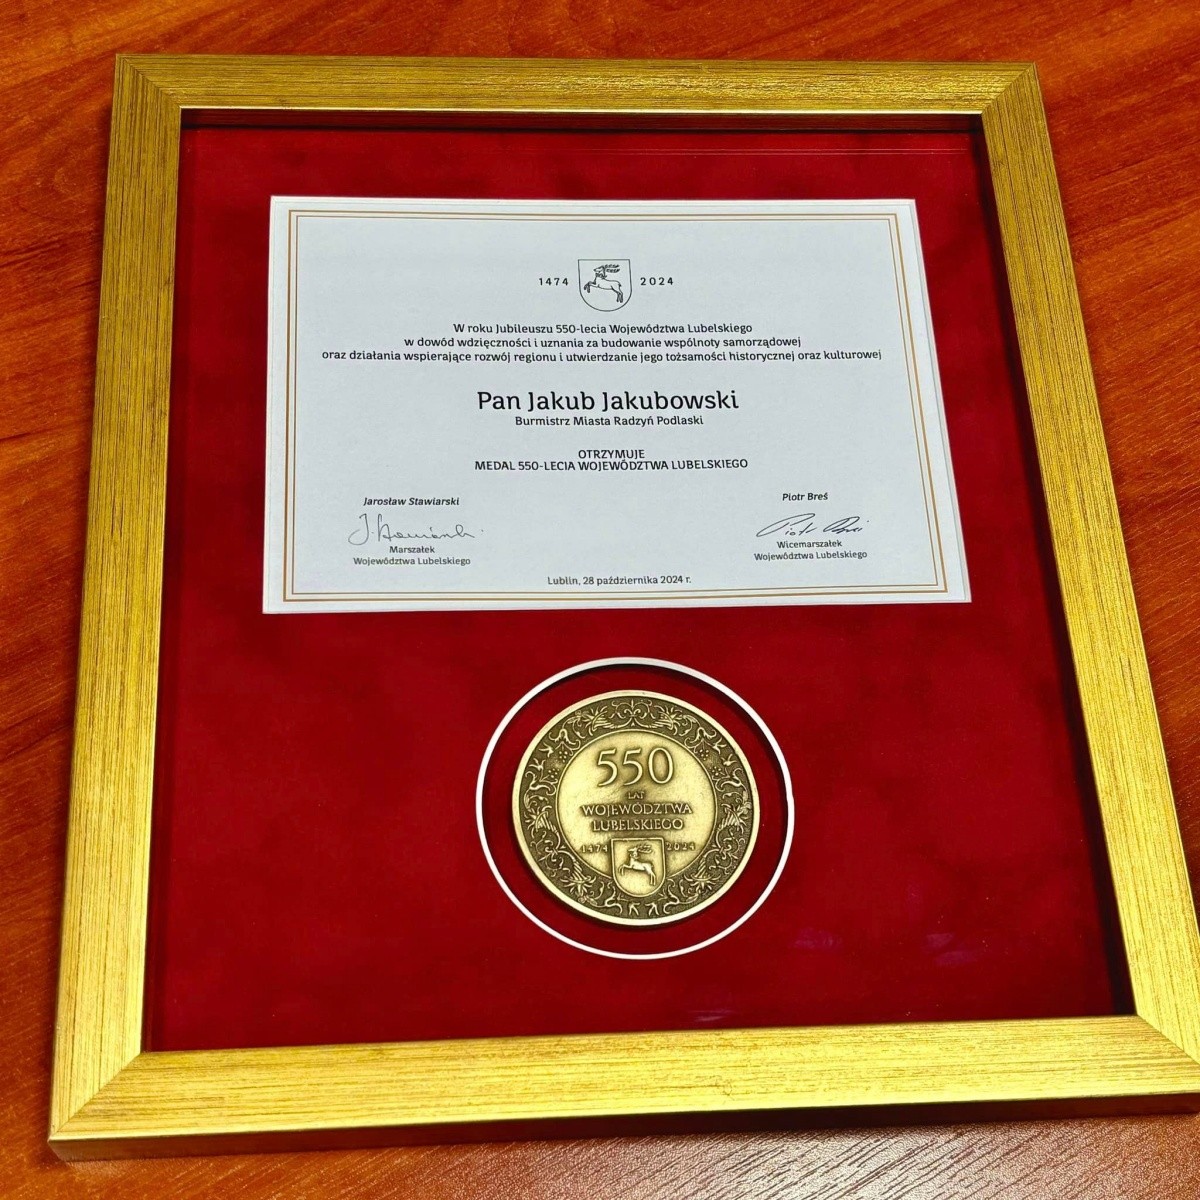 1474 2024
W roku Jubileuszu 550-lecia Województwa Lubelskiego
w dowód wdzięczności i uznania za budowanie wspólnoty samorządowej
oraz działania wspierające rozwój regionu i utwierdzanie jego tożsamości historycznej oraz kulturowej
Pan Jakub Jakubowski
Burmistrz Miasta Radzyń Podlaski
OTRZYMUJE
MEDAL 550-LECIA WOJEWÓDZTWA LUBELSKIEGO
Jarosław Stawiarski
Marszałek
Województwa Lubelskiego
Piotr Breś
Wicemarszałek
Województwa Lubelskiego
Lublin, 28 października 2024 r.
550
LAT
WOJEWÓDZTWA
LUBELSKIEGO
1474 2024